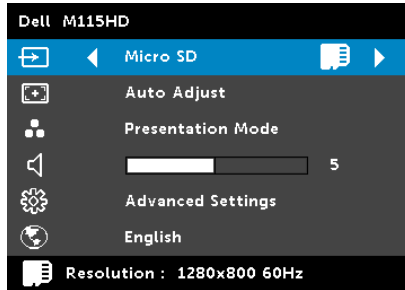 Dell M115HD
Micro SD
Auto Adjust
Presentation Mode
5
Advanced Settings
English
Resolution : 1280x800 60Hz